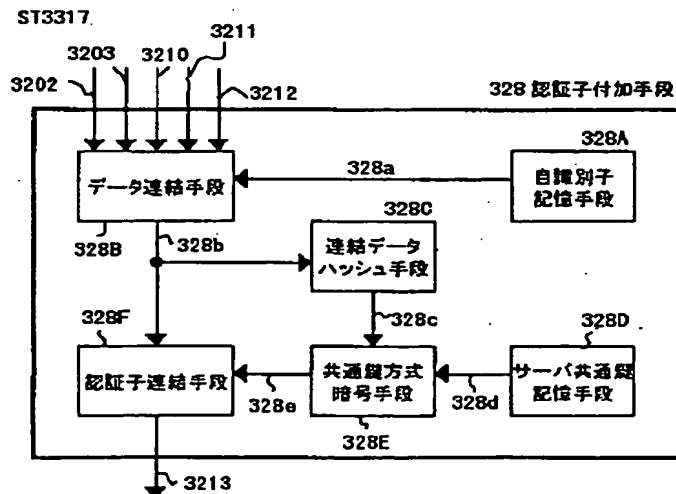 ST3317
3211
3203
3210
3202
3212
328 認証子付加手段
328A
データ連結手段
328a
自識別子
記憶手段
328B
328b
328C
連結データ
ハッシュ手段
328F
328c
328D
認証子連結手段
328e
共通鍵方式
暗号手段
328d
サーバ共通鍵
記憶手段
328E
3213